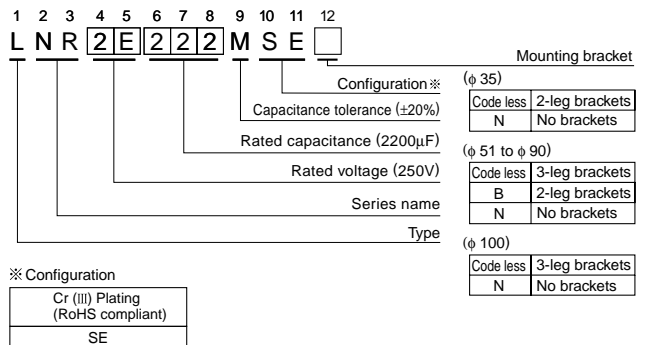 1 2 3 4 5 6 7 8 9 10 11 12
L N R 2 E 2 2 2 M S E
Mounting bracket
Configuration※
Capacitance tolerance (±20%)
Rated capacitance (2200μF)
Rated voltage (250V)
Series name
Type
(ϕ 35)
Code less 2-leg brackets
N No brackets
(ϕ 51 to ϕ 90)
Code less 3-leg brackets
B 2-leg brackets
N No brackets
(ϕ 100)
Code less 3-leg brackets
N No brackets
※Configuration
Cr (III) Plating
(RoHS compliant)
SE